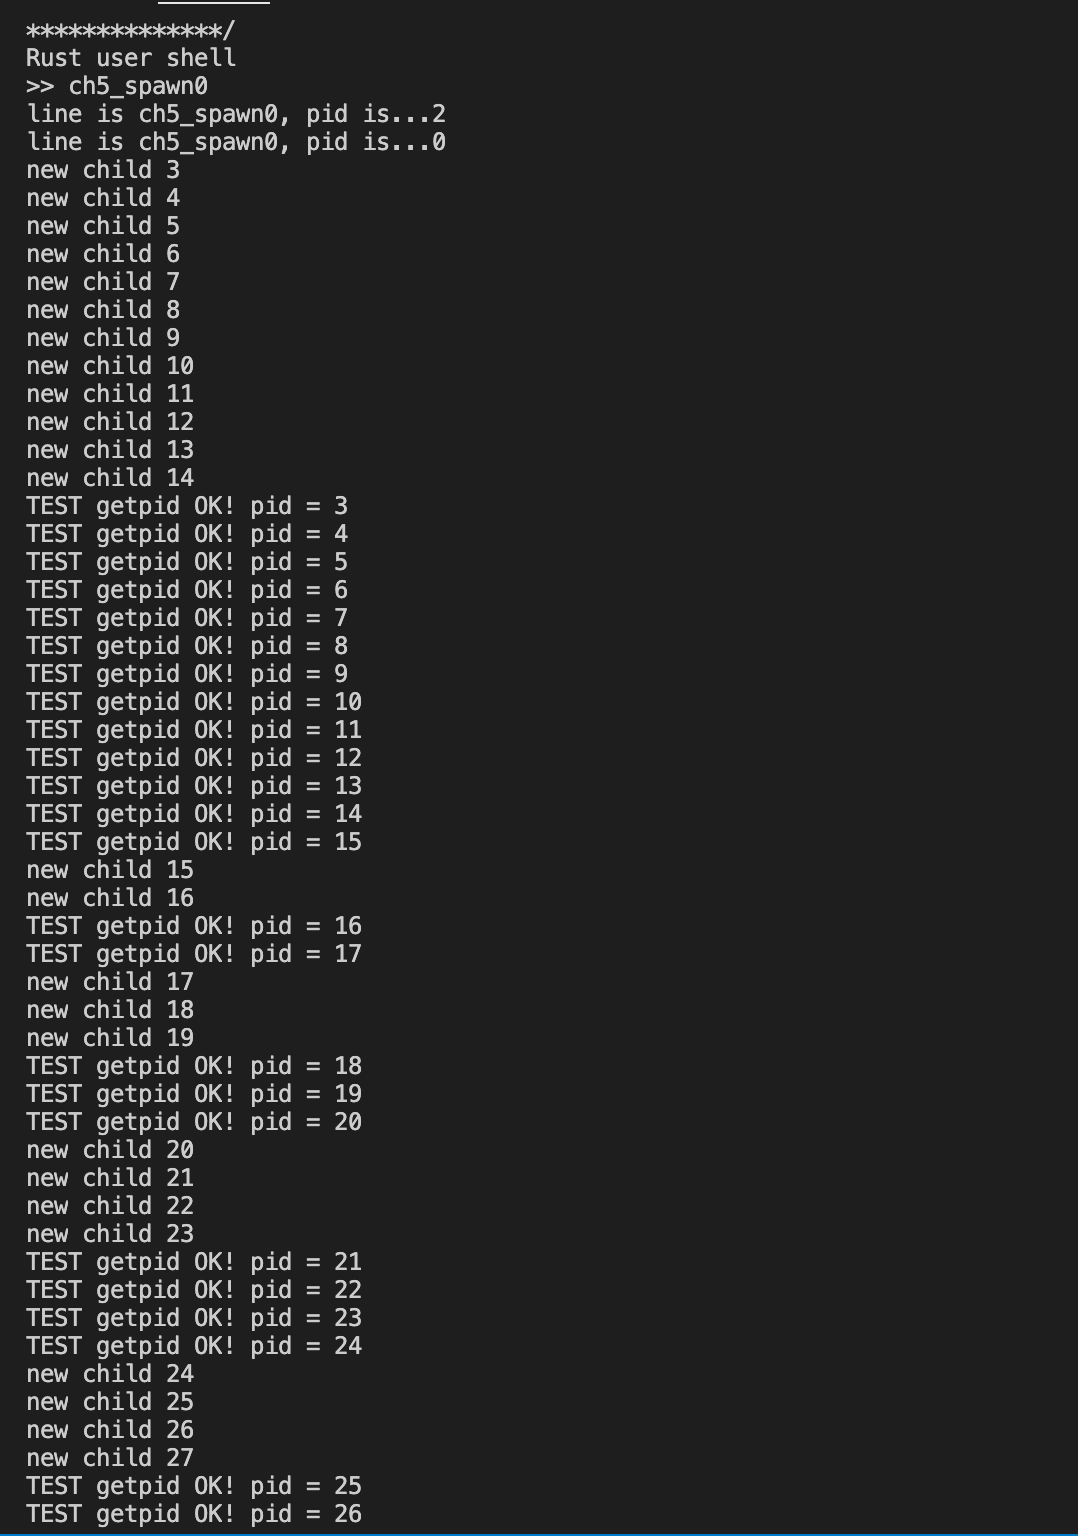 **************/
Rust user shell
>> ch5_spawn0
line is ch5_spawn0, pid is...2
line is ch5_spawn0, pid is...0
new child 3
new child 4
new child 5
new child 6
new child 7
new child 8
new child 9
new child 10
new child 11
new child 12
new child 13
new child 14
TEST getpid OK! pid = 3
TEST getpid OK! pid = 4
TEST getpid OK! pid = 5
TEST getpid OK! pid = 6
TEST getpid OK! pid = 7
TEST getpid OK! pid = 8
TEST getpid OK! pid = 9
TEST getpid OK! pid = 10
TEST getpid OK! pid = 11
TEST getpid OK! pid = 12
TEST getpid OK! pid = 13
TEST getpid OK! pid = 14
TEST getpid OK! pid = 15
new child 15
new child 16
TEST getpid OK! pid = 16
TEST getpid OK! pid = 17
new child 17
new child 18
new child 19
TEST getpid OK! pid = 18
TEST getpid OK! pid = 19
TEST getpid OK! pid = 20
new child 20
new child 21
new child 22
new child 23
TEST getpid OK! pid = 21
TEST getpid OK! pid = 22
TEST getpid OK! pid = 23
TEST getpid OK! pid = 24
new child 24
new child 25
new child 26
new child 27
TEST getpid OK! pid = 25
TEST getpid OK! pid = 26